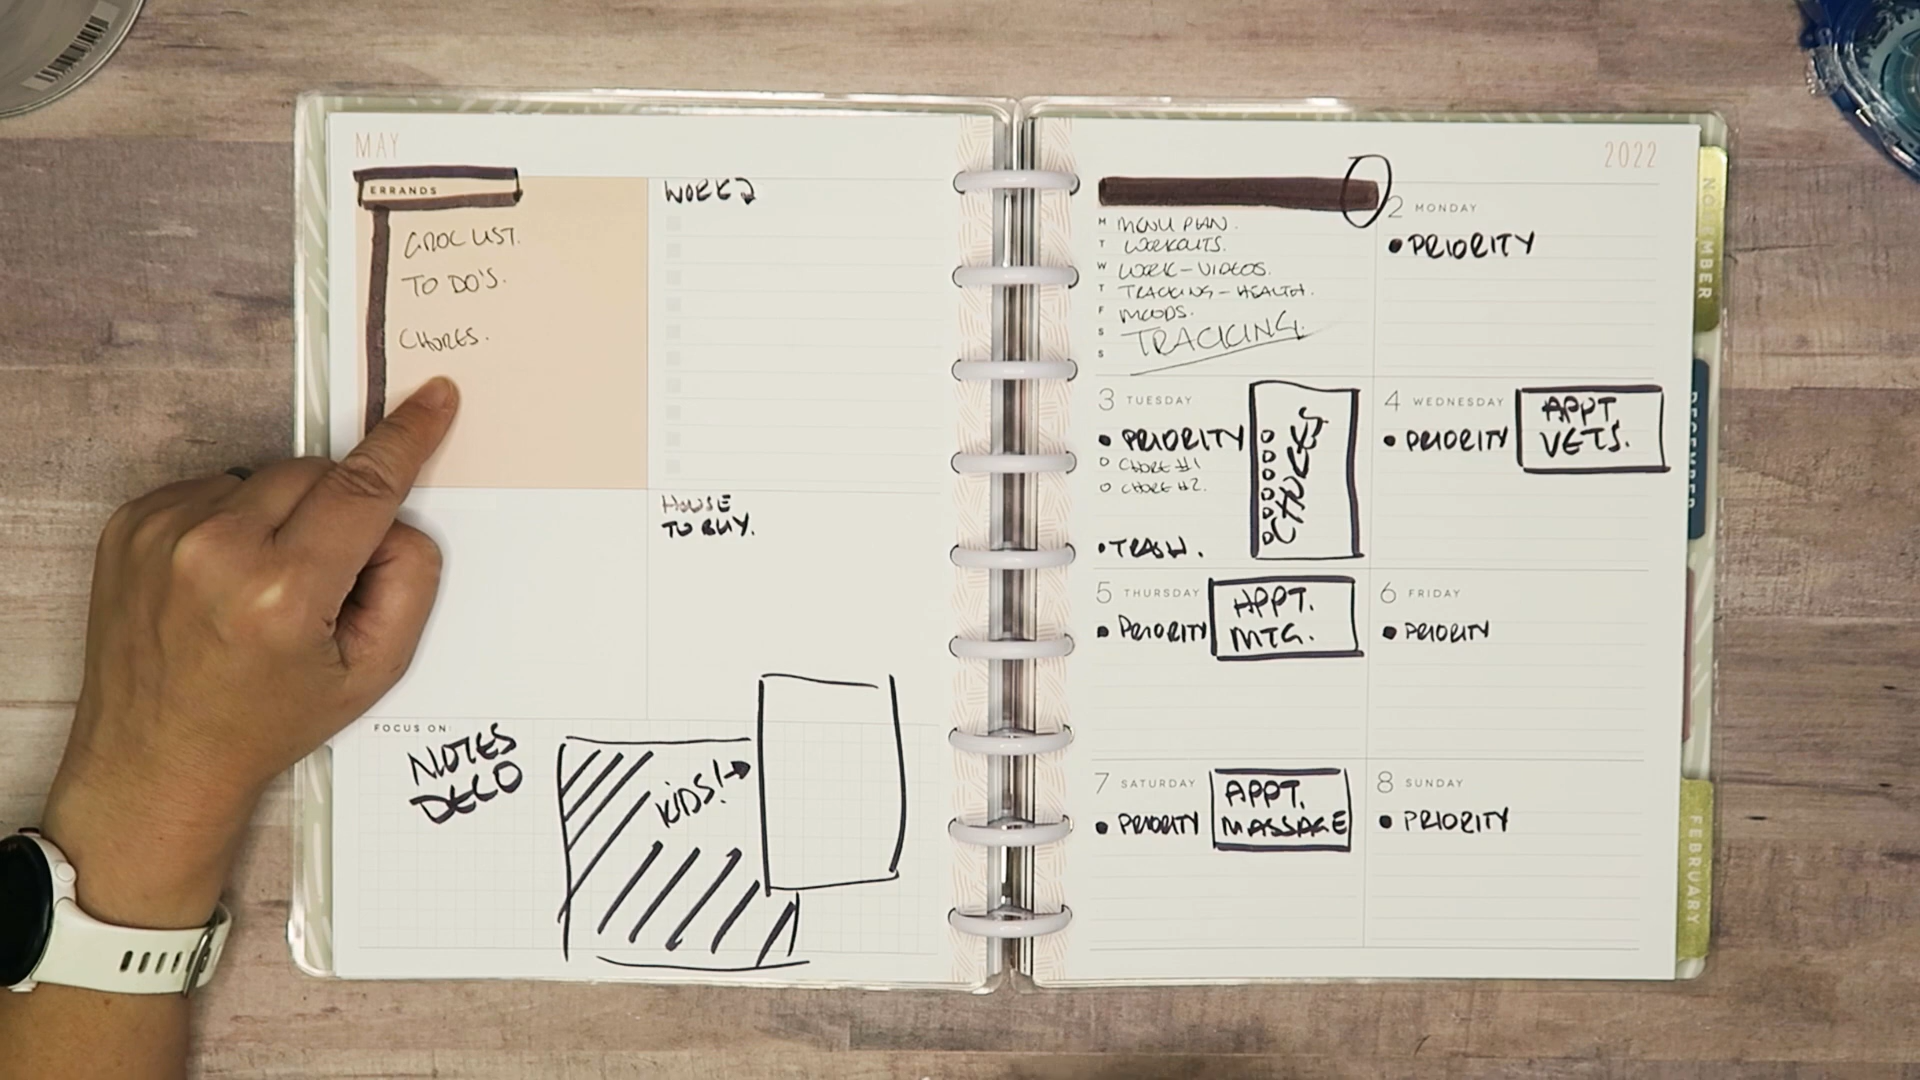 MAY
ERRANDS
GROC LIST.
TO DO'S.
CHORES.
WEEK 2
HOUSE
TO BUY.
FOCUS ON:
NOTES
DECO
KIDS!
2022
M MENU PLAN.
T WORKOUTS.
W WORK - VIDEOS.
T TRACKING - HEALTH.
F MOODS.
S TRACKING.
S
2 MONDAY
• PRIORITY
3 TUESDAY
• PRIORITY
○ CHORE #1
○ CHORE #2.
• TRASH.
CHORES
4 WEDNESDAY
• PRIORITY
APPT
VETS.
5 THURSDAY
• PRIORITY
APPT.
MTG.
6 FRIDAY
• PRIORITY
7 SATURDAY
• PRIORITY
APPT.
MASSAGE
8 SUNDAY
• PRIORITY
NOVEMBER
DECEMBER
FEBRUARY